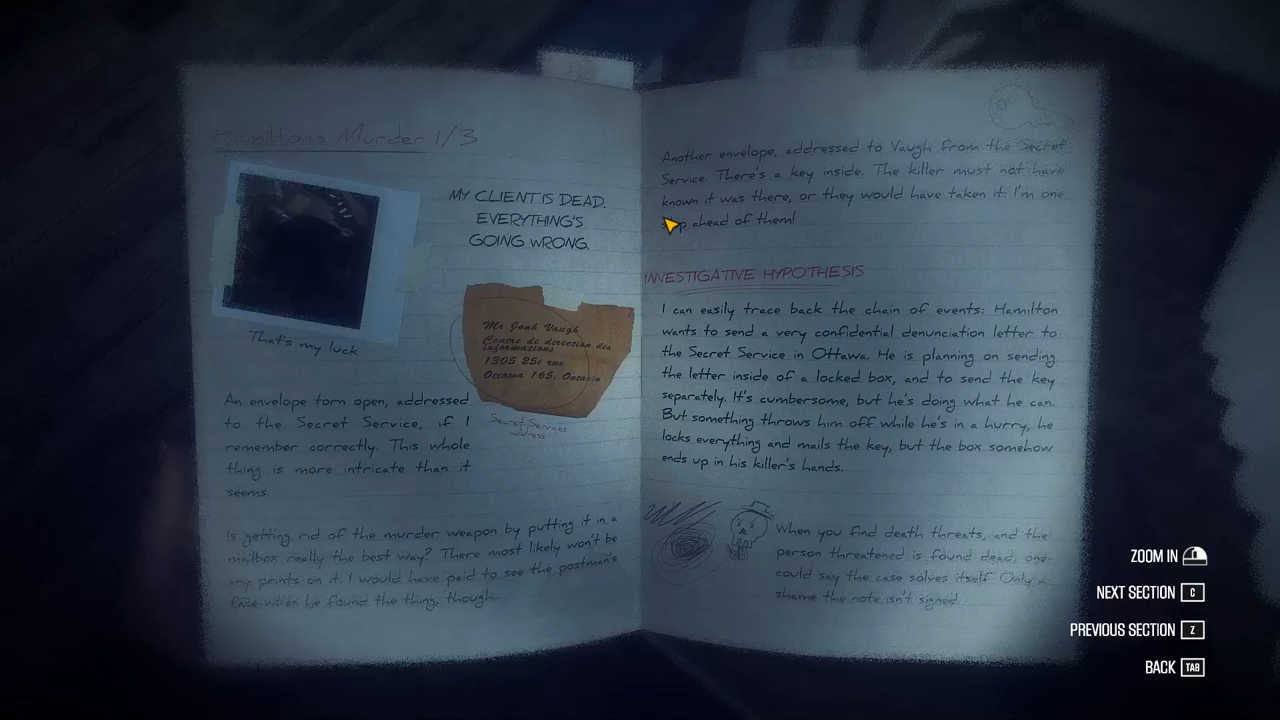 Hamiltons Murder 1/3
MY CLIENT IS DEAD.
EVERYTHING'S
GOING WRONG.
That's my luck
Mr Jonh Vaugh
Centre de direction des
Informations
1305 25e rue
Ottawa 165, Ontario
Secret Services
address
An envelope torn open, addressed
to the Secret Service, if I
remember correctly. This whole
thing is more intricate than it
seems.
Is getting rid of the murder weapon by putting it in a
mailbox really the best way? There most likely won't be
any prints on it. I would have paid to see the postman's
face when he found the thing, though...
Another envelope, addressed to Vaugh from the Secret
Service. There's a key inside. The killer must not have
known it was there, or they would have taken it. I'm one
ahead of them!
INVESTIGATIVE HYPOTHESIS
I can easily trace back the chain of events: Hamilton
wants to send a very confidential denunciation letter to
the Secret Service in Ottawa. He is planning on sending
the letter inside of a locked box, and to send the key
separately. It's cumbersome, but he's doing what he can.
But something throws him off while he's in a hurry, he
locks everything and mails the key, but the box somehow
ends up in his killer's hands.
When you find death threats, and the
person threatened is found dead, one
could say the case solves itself. Only a
shame the note isn't signed.
ZOOM IN
NEXT SECTION C
PREVIOUS SECTION Z
BACK TAB